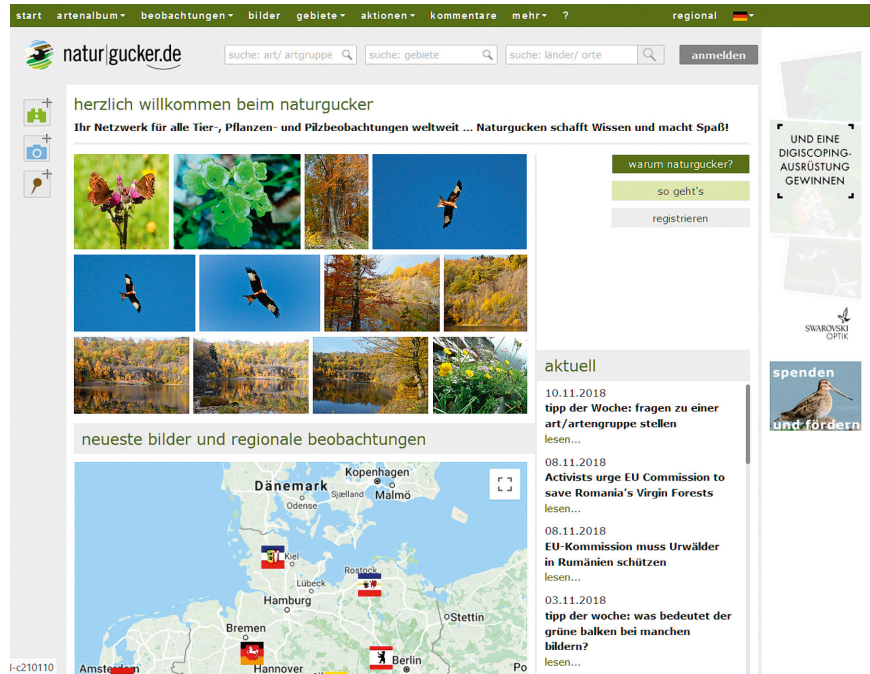 start artenalbum beobachtungen bilder gebiete aktionen kommentare mehr ? regional
natur|gucker.de
suche: art/ artgruppe suche: gebiete suche: länder/ orte anmelden
herzlich willkommen beim naturgucker
Ihr Netzwerk für alle Tier-, Pflanzen- und Pilzbeobachtungen weltweit ... Naturgucken schafft Wissen und macht Spaß!
warum naturgucker?
so geht's
registrieren
UND EINE
DIGISCOPING-
AUSRÜSTUNG
GEWINNEN
SWAROVSKI
OPTIK
spenden
und fördern
aktuell
10.11.2018
tipp der Woche: fragen zu einer
art/artengruppe stellen
lesen...
08.11.2018
Activists urge EU Commission to
save Romania’s Virgin Forests
lesen...
08.11.2018
EU-Kommission muss Urwälder
in Rumänien schützen
lesen...
03.11.2018
tipp der woche: was bedeutet der
grüne balken bei manchen
bildern?
lesen...
neueste bilder und regionale beobachtungen
Kopenhagen
Dänemark
Sjælland
Malmö
Odense
Kiel
Rostock
Lübeck
Hamburg
Stettin
Bremen
Berlin
Amsterdam
Hannover
Po
l-c210110